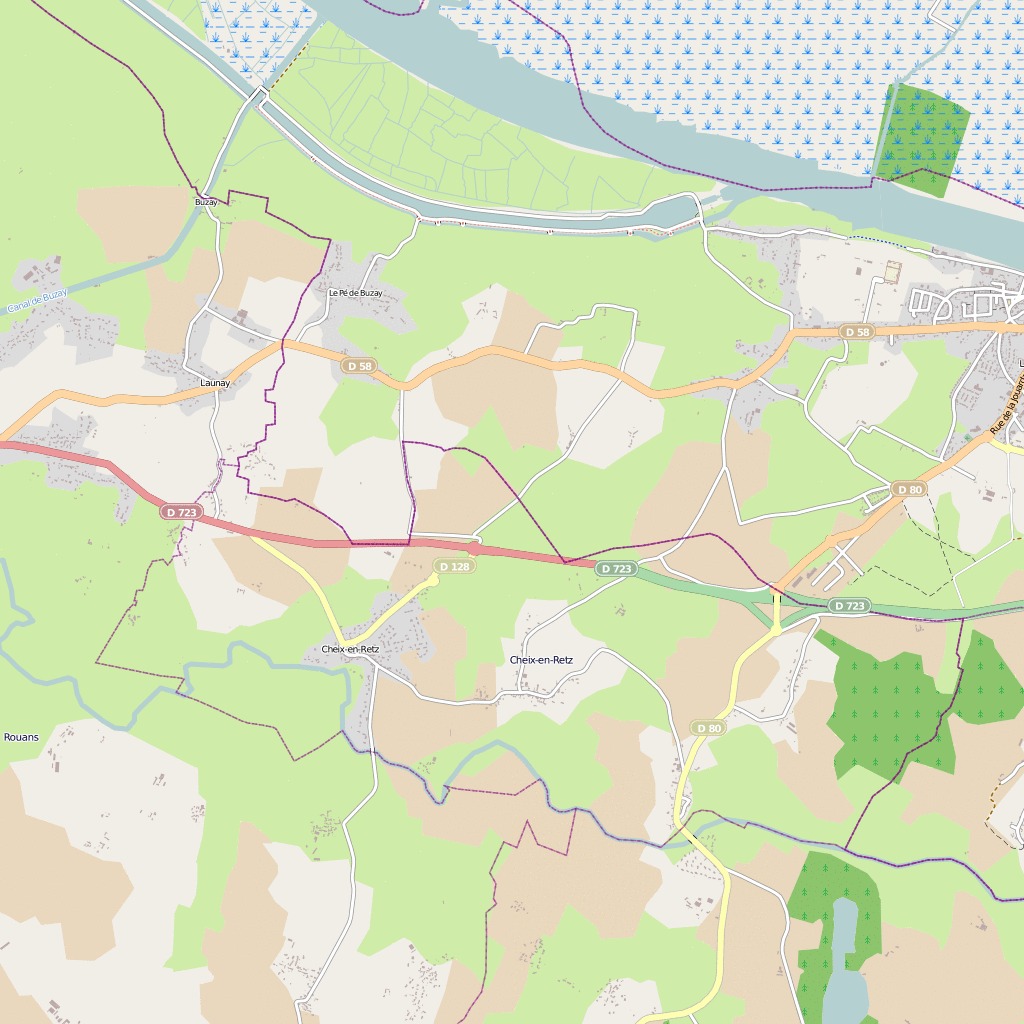 Buzay
Le Pé de Buzay
Canal de Buzay
D 58
D 58
Launay
Rue de la Jouard
D 80
D 723
D 128
D 723
D 723
Cheix-en-Retz
Cheix-en-Retz
D 80
Rouans